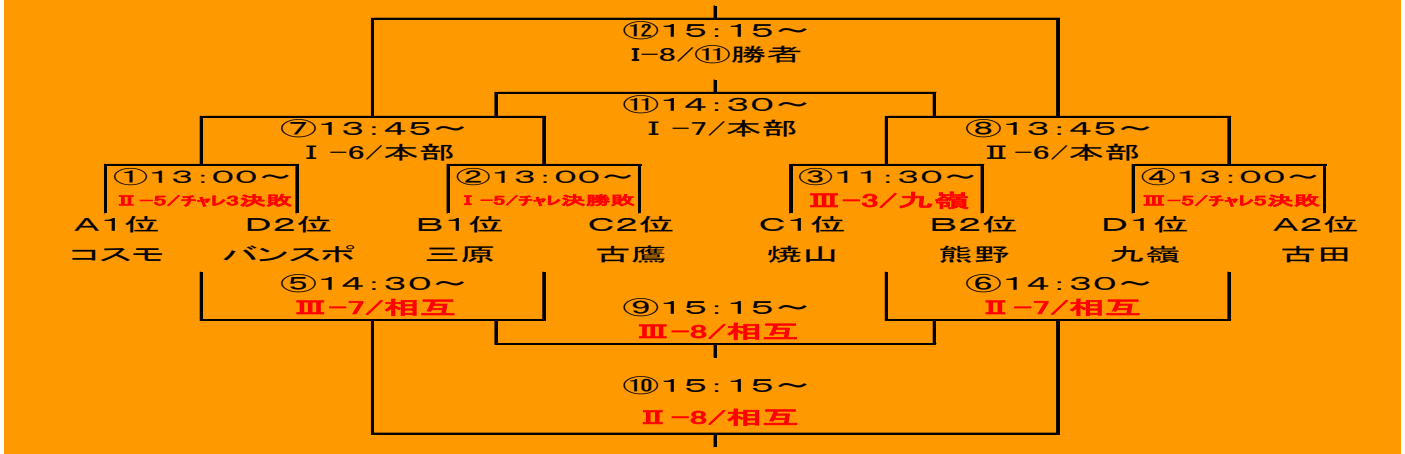 ⑫15:15～
Ⅰ-8/⑪勝者
⑪14:30～
Ⅰ-7/本部
⑦13:45～
Ⅰ-6/本部
⑧13:45～
Ⅱ-6/本部
①13:00～
Ⅱ-5/チャレ3決敗
②13:00～
Ⅰ-5/チャレ決勝敗
③11:30～
Ⅲ-3/九嶺
④13:00～
Ⅲ-5/チャレ5決敗
A1位 D2位 B1位 C2位 C1位 B2位 D1位 A2位
コスモ バンスポ 三原 古鷹 焼山 熊野 九嶺 古田
⑤14:30～
Ⅲ-7/相互
⑥14:30～
Ⅱ-7/相互
⑨15:15～
Ⅲ-8/相互
⑩15:15～
Ⅱ-8/相互